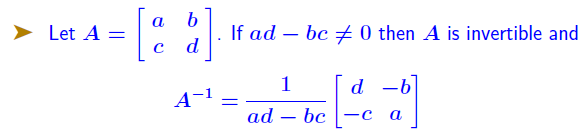 ➤ Let A = [ a b ; c d ]. If ad − bc ≠ 0 then A is invertible and
A⁻¹ = 1/(ad − bc) [ d −b ; −c a ]